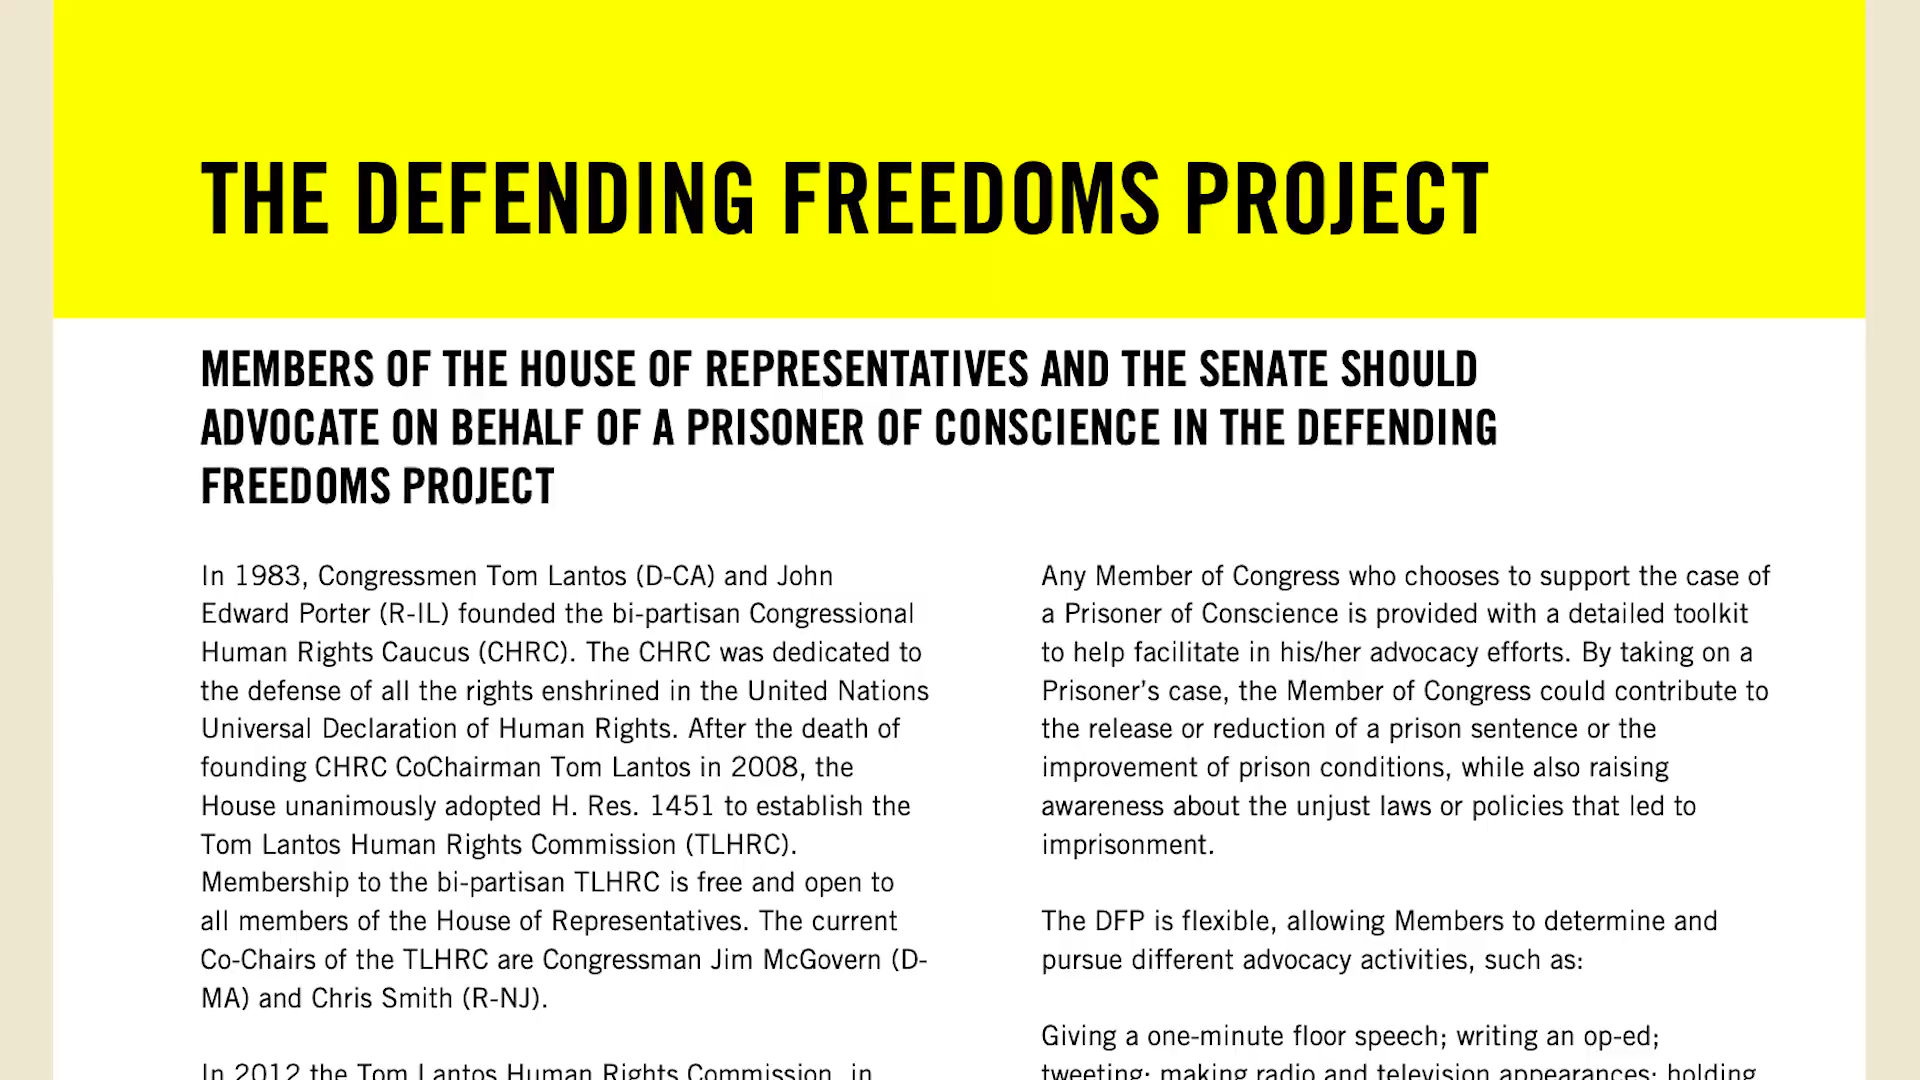 THE DEFENDING FREEDOMS PROJECT
MEMBERS OF THE HOUSE OF REPRESENTATIVES AND THE SENATE SHOULD
ADVOCATE ON BEHALF OF A PRISONER OF CONSCIENCE IN THE DEFENDING
FREEDOMS PROJECT
In 1983, Congressmen Tom Lantos (D-CA) and John
Edward Porter (R-IL) founded the bi-partisan Congressional
Human Rights Caucus (CHRC). The CHRC was dedicated to
the defense of all the rights enshrined in the United Nations
Universal Declaration of Human Rights. After the death of
founding CHRC CoChairman Tom Lantos in 2008, the
House unanimously adopted H. Res. 1451 to establish the
Tom Lantos Human Rights Commission (TLHRC).
Membership to the bi-partisan TLHRC is free and open to
all members of the House of Representatives. The current
Co-Chairs of the TLHRC are Congressman Jim McGovern (D-
MA) and Chris Smith (R-NJ).
In 2012 the Tom Lantos Human Rights Commission, in
Any Member of Congress who chooses to support the case of
a Prisoner of Conscience is provided with a detailed toolkit
to help facilitate in his/her advocacy efforts. By taking on a
Prisoner's case, the Member of Congress could contribute to
the release or reduction of a prison sentence or the
improvement of prison conditions, while also raising
awareness about the unjust laws or policies that led to
imprisonment.
The DFP is flexible, allowing Members to determine and
pursue different advocacy activities, such as:
Giving a one-minute floor speech; writing an op-ed;
tweeting; making radio and television appearances; holding